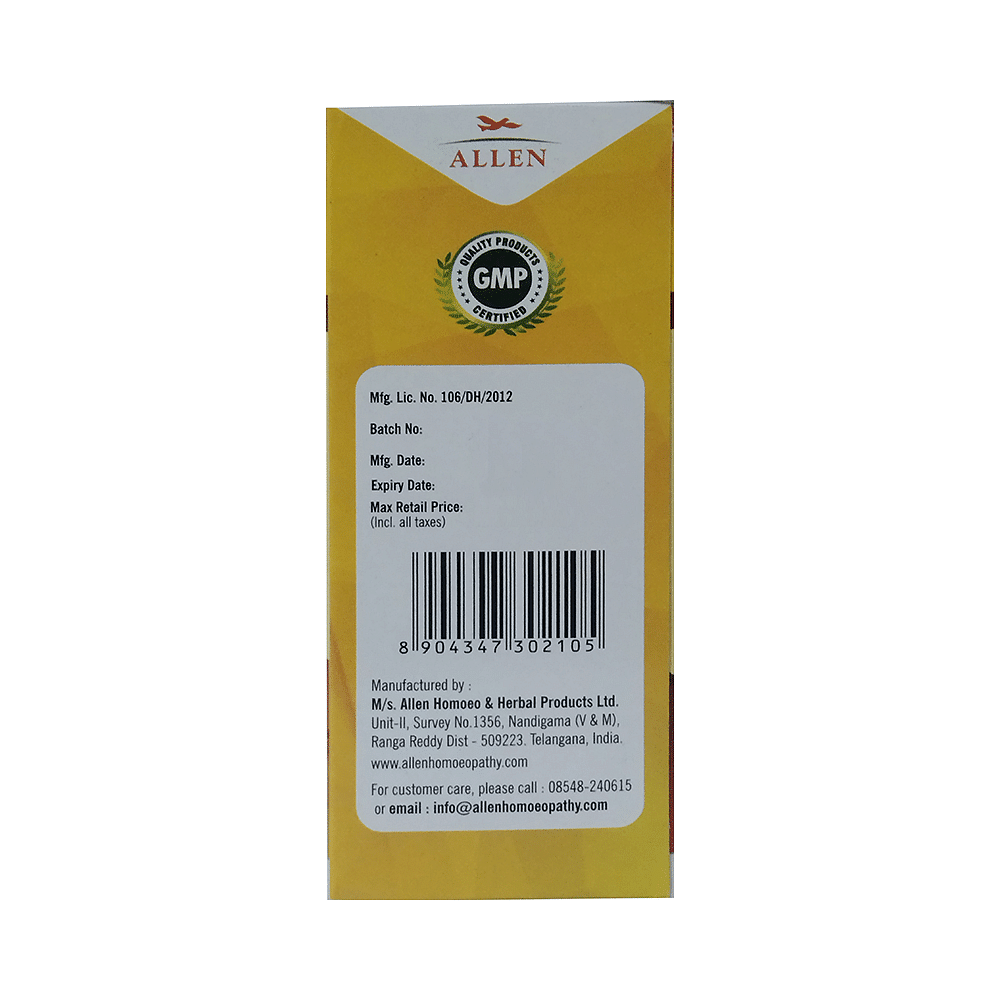 ALLEN
QUALITY PRODUCTS
GMP
CERTIFIED
Mfg. Lic. No. 106/DH/2012
Batch No:
Mfg. Date:
Expiry Date:
Max Retail Price:
(Incl. all taxes)
8 904347 302105
Manufactured by :
M/s. Allen Homoeo & Herbal Products Ltd.
Unit-II, Survey No.1356, Nandigama (V & M),
Ranga Reddy Dist - 509223. Telangana, India.
www.allenhomoeopathy.com
For customer care, please call : 08548-240615
or email : info@allenhomoeopathy.com